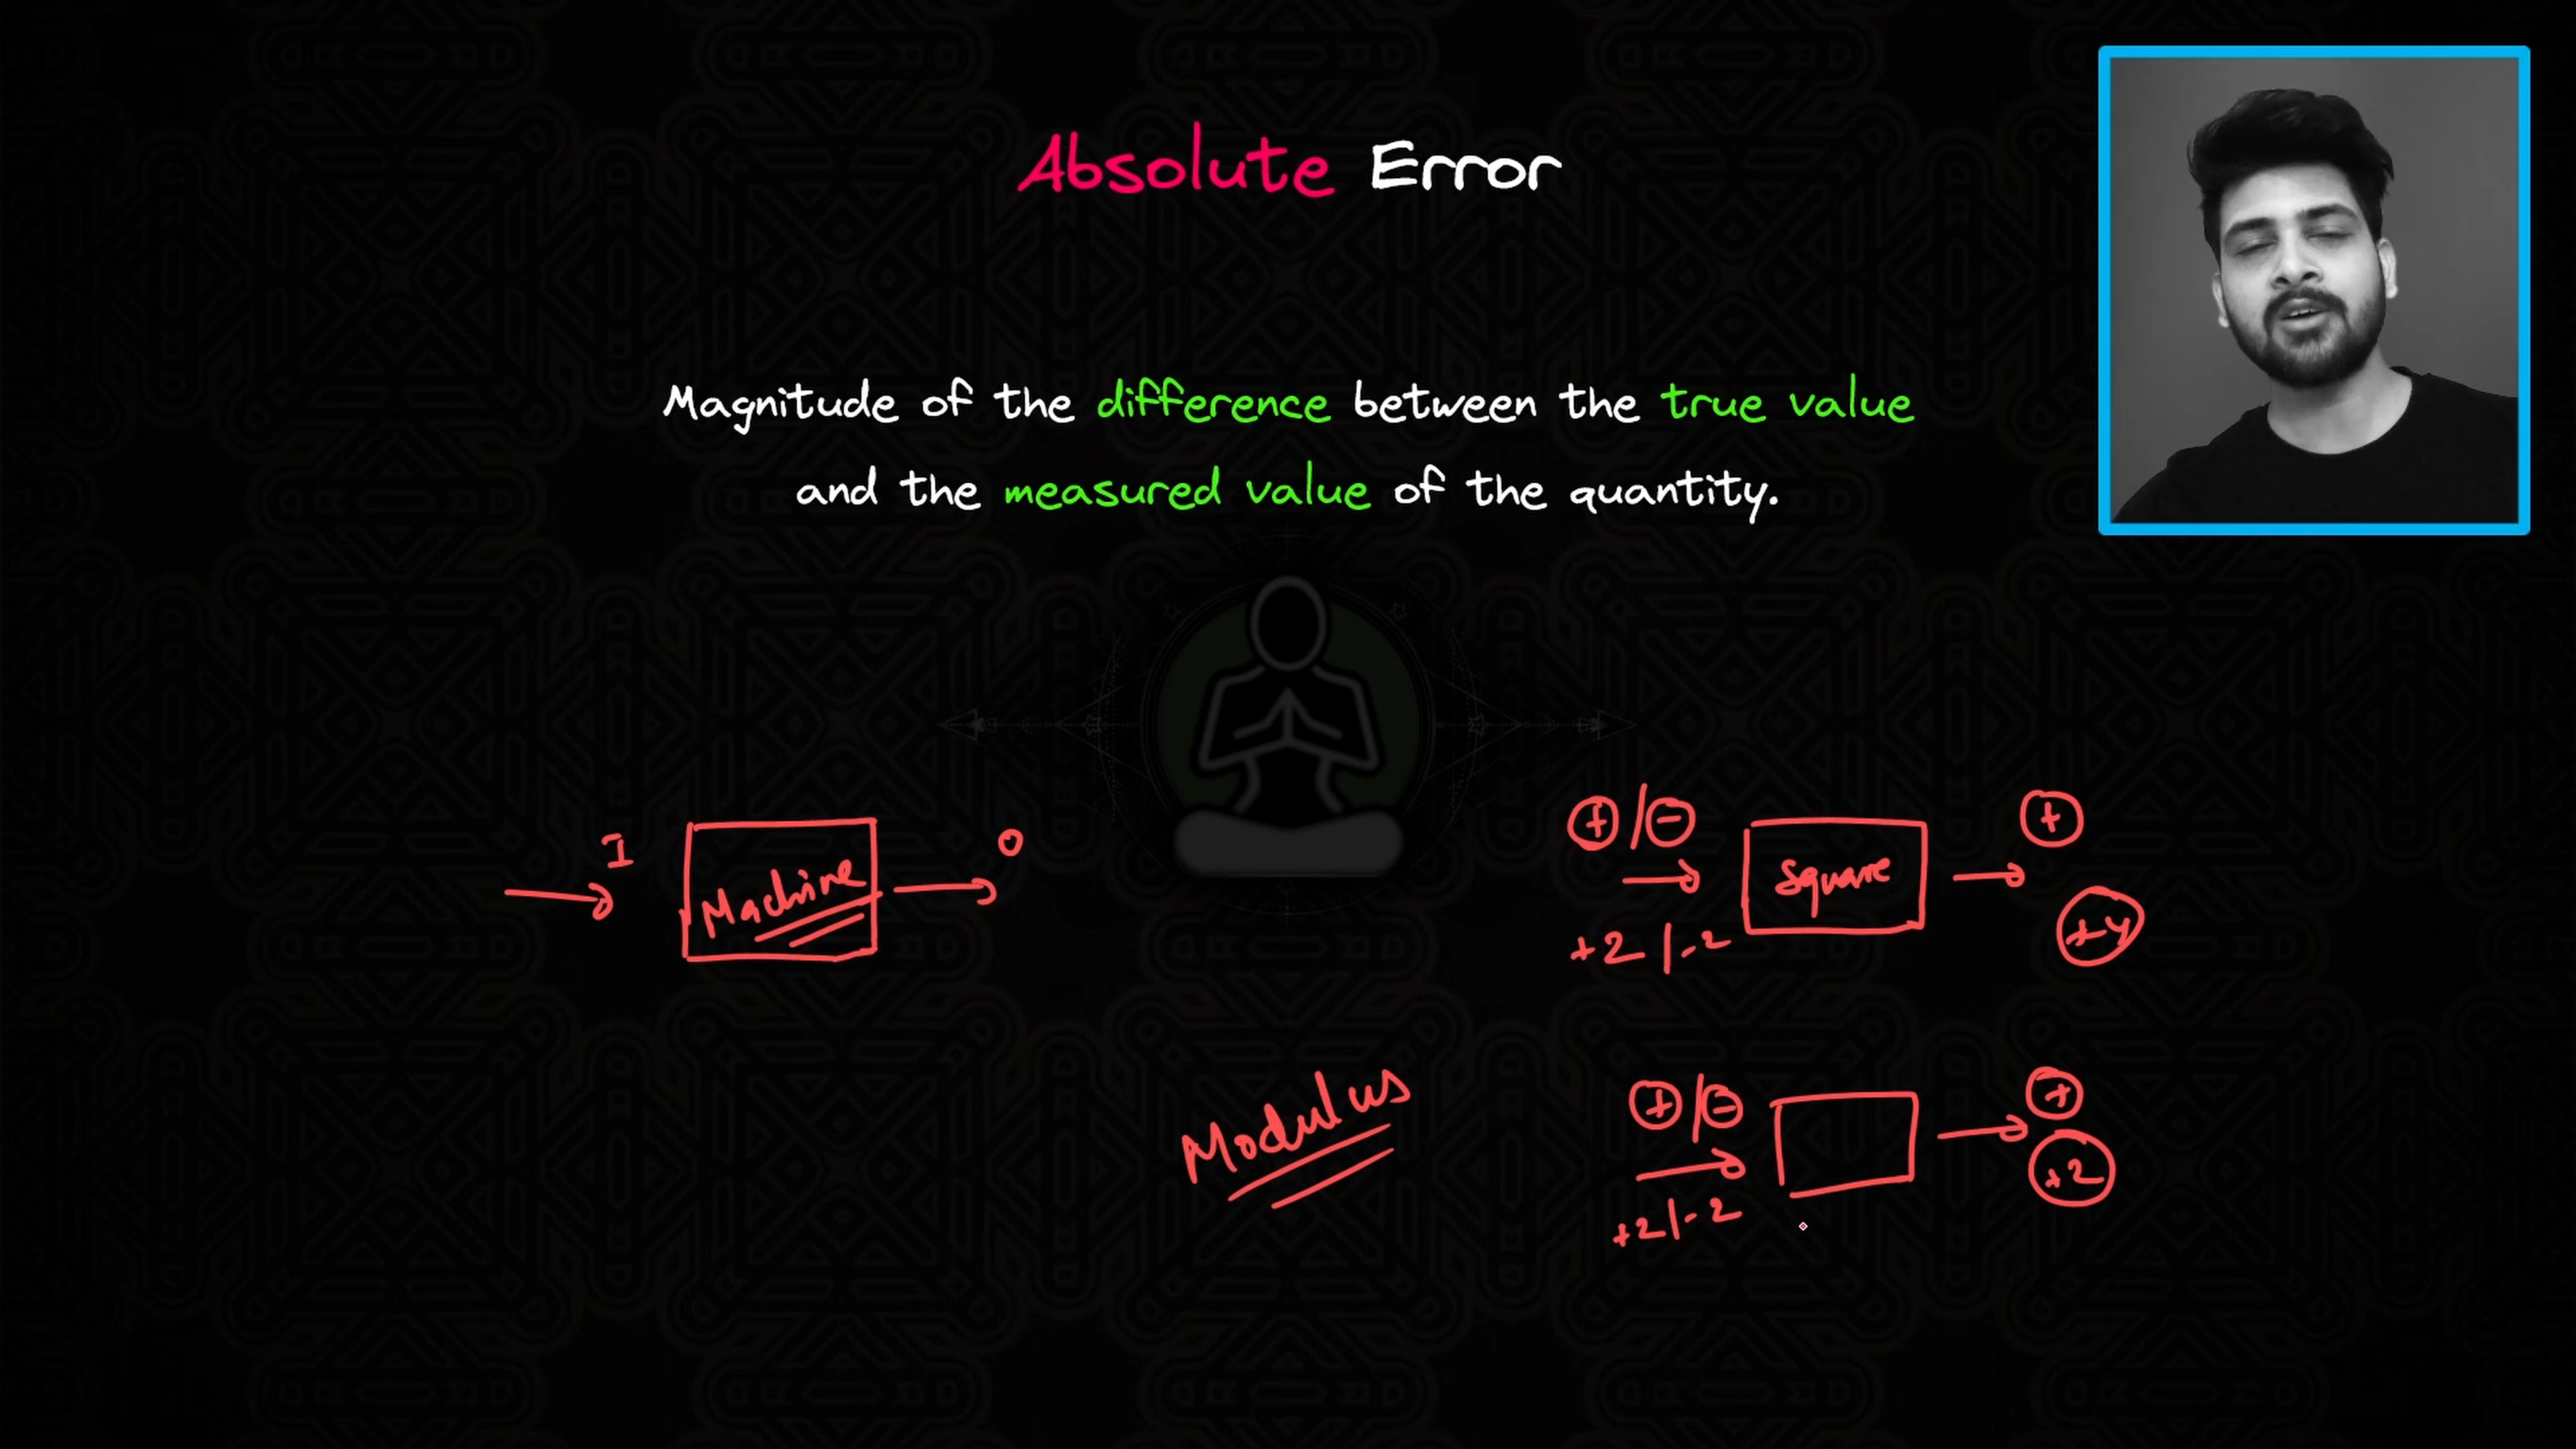 Absolute Error
Magnitude of the difference between the true value
and the measured value of the quantity.
I
Machine
O
+ / -
+2 / -2
Square
+
+4
Modulus
+ / -
+2 / -2
+
+2